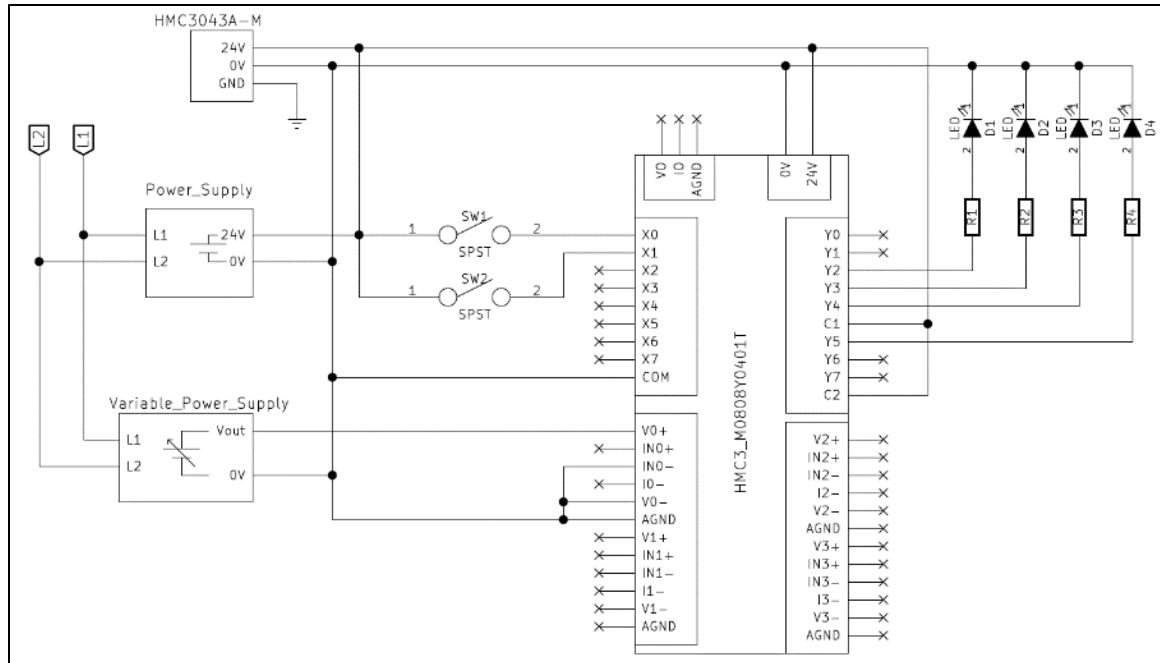 HMC3043A-M
24V
0V
GND
L2
L1
Power_Supply
L1
24V
L2
0V
Variable_Power_Supply
L1
Vout
L2
0V
1
SW1
2
SPST
1
SW2
2
SPST
VO
IO
AGND
0V
24V
X0
X1
X2
X3
X4
X5
X6
X7
COM
V0+
IN0+
IN0-
I0-
V0-
AGND
V1+
IN1+
IN1-
I1-
V1-
AGND
HMC3_M0808Y0401T
Y0
Y1
Y2
Y3
Y4
C1
Y5
Y6
Y7
C2
V2+
IN2+
IN2-
I2-
V2-
AGND
V3+
IN3+
IN3-
I3-
V3-
AGND
LED
1
2
D1
LED
1
2
D2
LED
1
2
D3
LED
1
2
D4
R1
R2
R3
R4